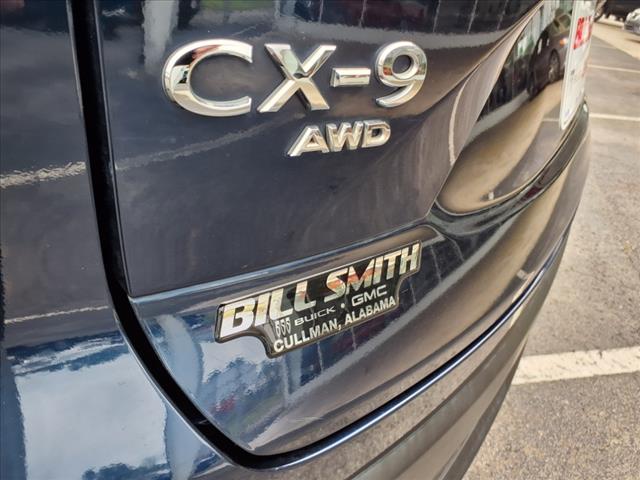 CX-9
AWD
BILL SMITH
BUICK · GMC
CULLMAN, ALABAMA